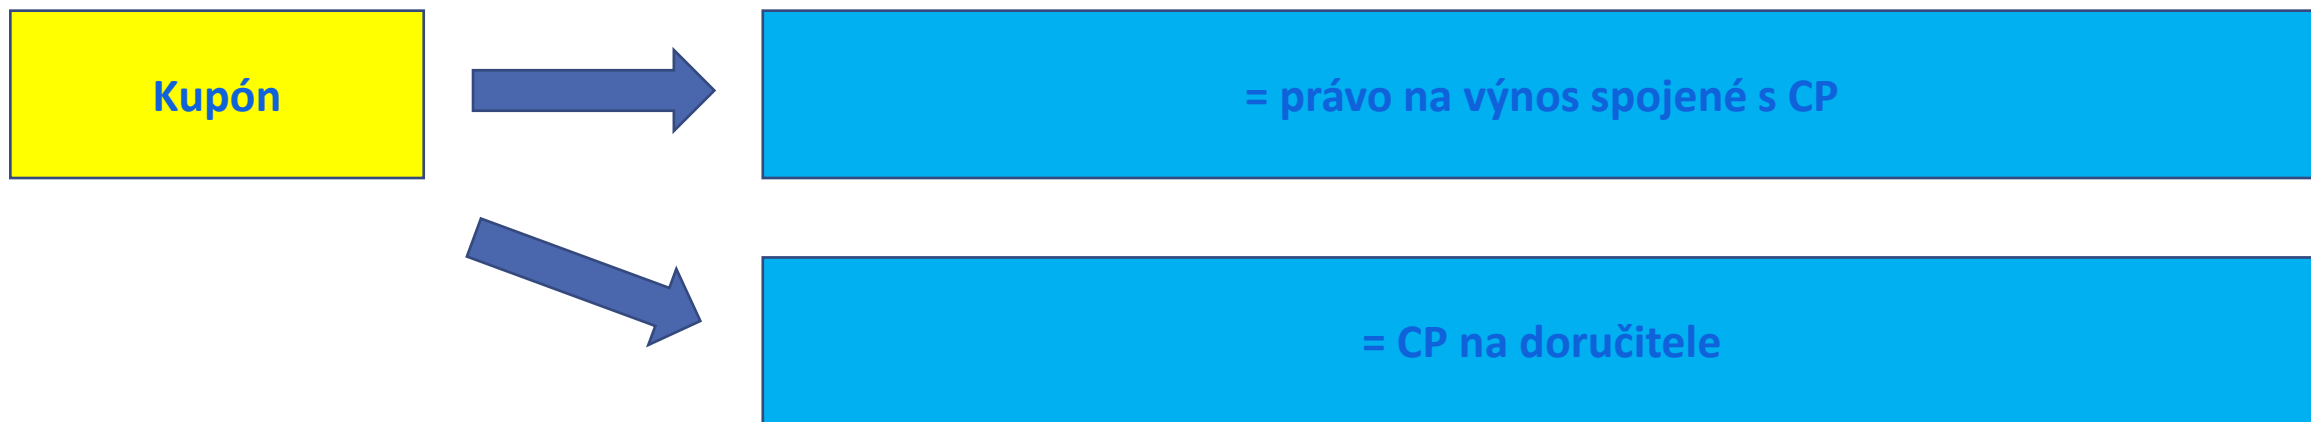 Kupón
= právo na výnos spojené s CP
= CP na doručitele